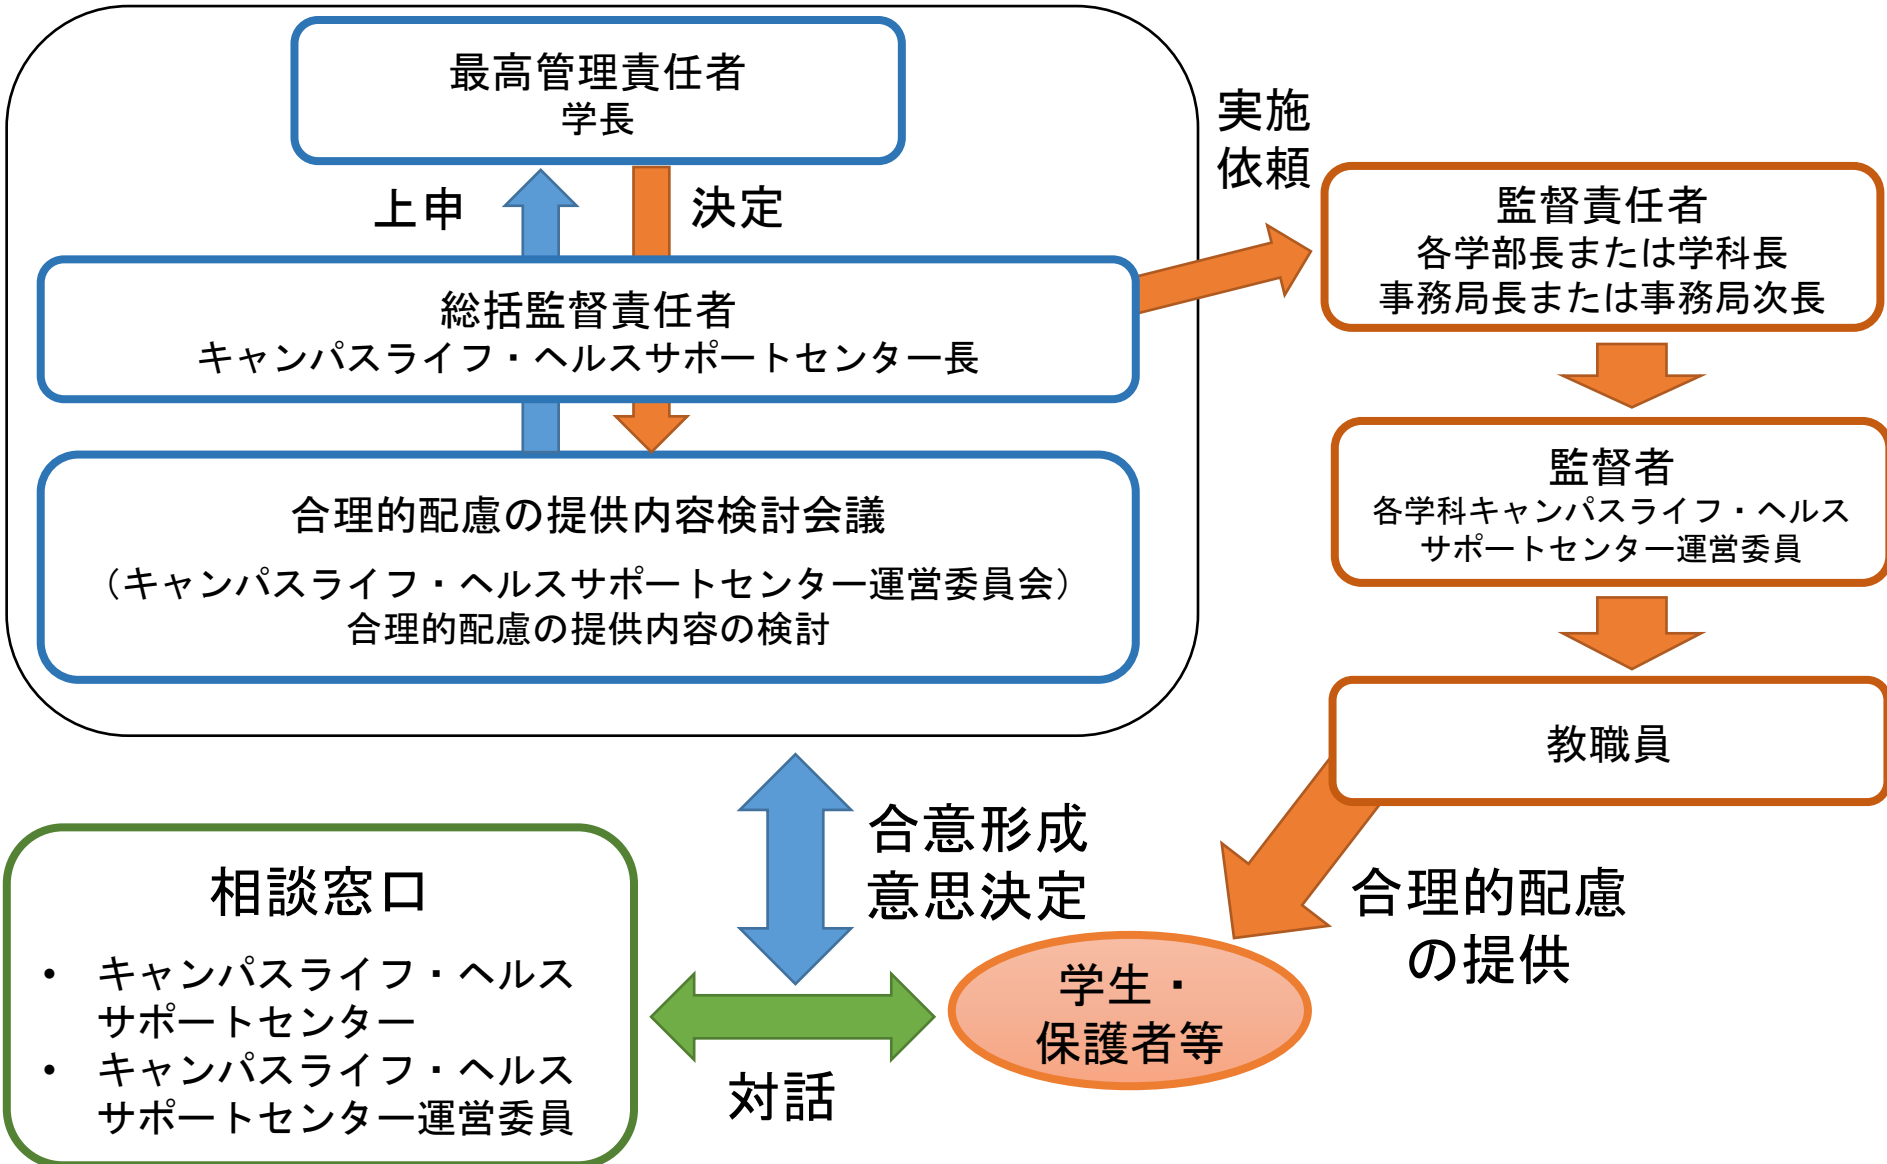 最高管理責任者
学長
上申
決定
総括監督責任者
キャンパスライフ・ヘルスサポートセンター長
合理的配慮の提供内容検討会議
（キャンパスライフ・ヘルスサポートセンター運営委員会）
合理的配慮の提供内容の検討
実施
依頼
監督責任者
各学部長または学科長
事務局長または事務局次長
監督者
各学科キャンパスライフ・ヘルス
サポートセンター運営委員
教職員
合理的配慮
の提供
合意形成
意思決定
相談窓口
• キャンパスライフ・ヘルス
サポートセンター
• キャンパスライフ・ヘルス
サポートセンター運営委員
対話
学生・
保護者等